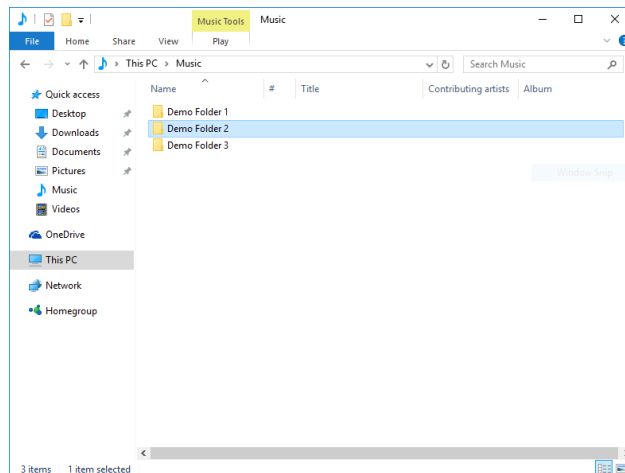 Music Tools Music
File Home Share View Play
This PC Music Search Music
Name # Title Contributing artists Album
Quick access
Desktop
Downloads
Documents
Pictures
Music
Videos
OneDrive
This PC
Network
Homegroup
Demo Folder 1
Demo Folder 2
Demo Folder 3
Window Snip
3 items 1 item selected